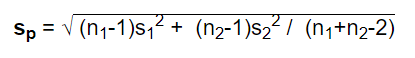 sₚ = √(n₁-1)s₁² + (n₂-1)s₂² / (n₁+n₂-2)